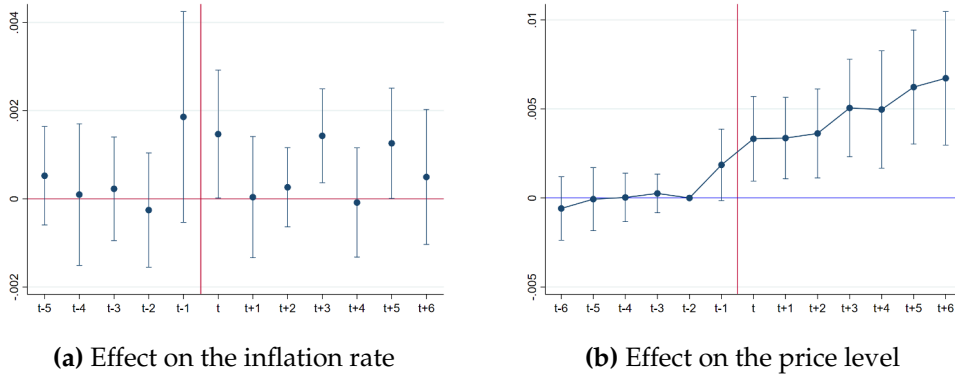 .004
.002
0
-.002
t-5 t-4 t-3 t-2 t-1 t t+1 t+2 t+3 t+4 t+5 t+6
(a) Effect on the inflation rate
.01
.005
0
-.005
t-6 t-5 t-4 t-3 t-2 t-1 t t+1 t+2 t+3 t+4 t+5 t+6
(b) Effect on the price level